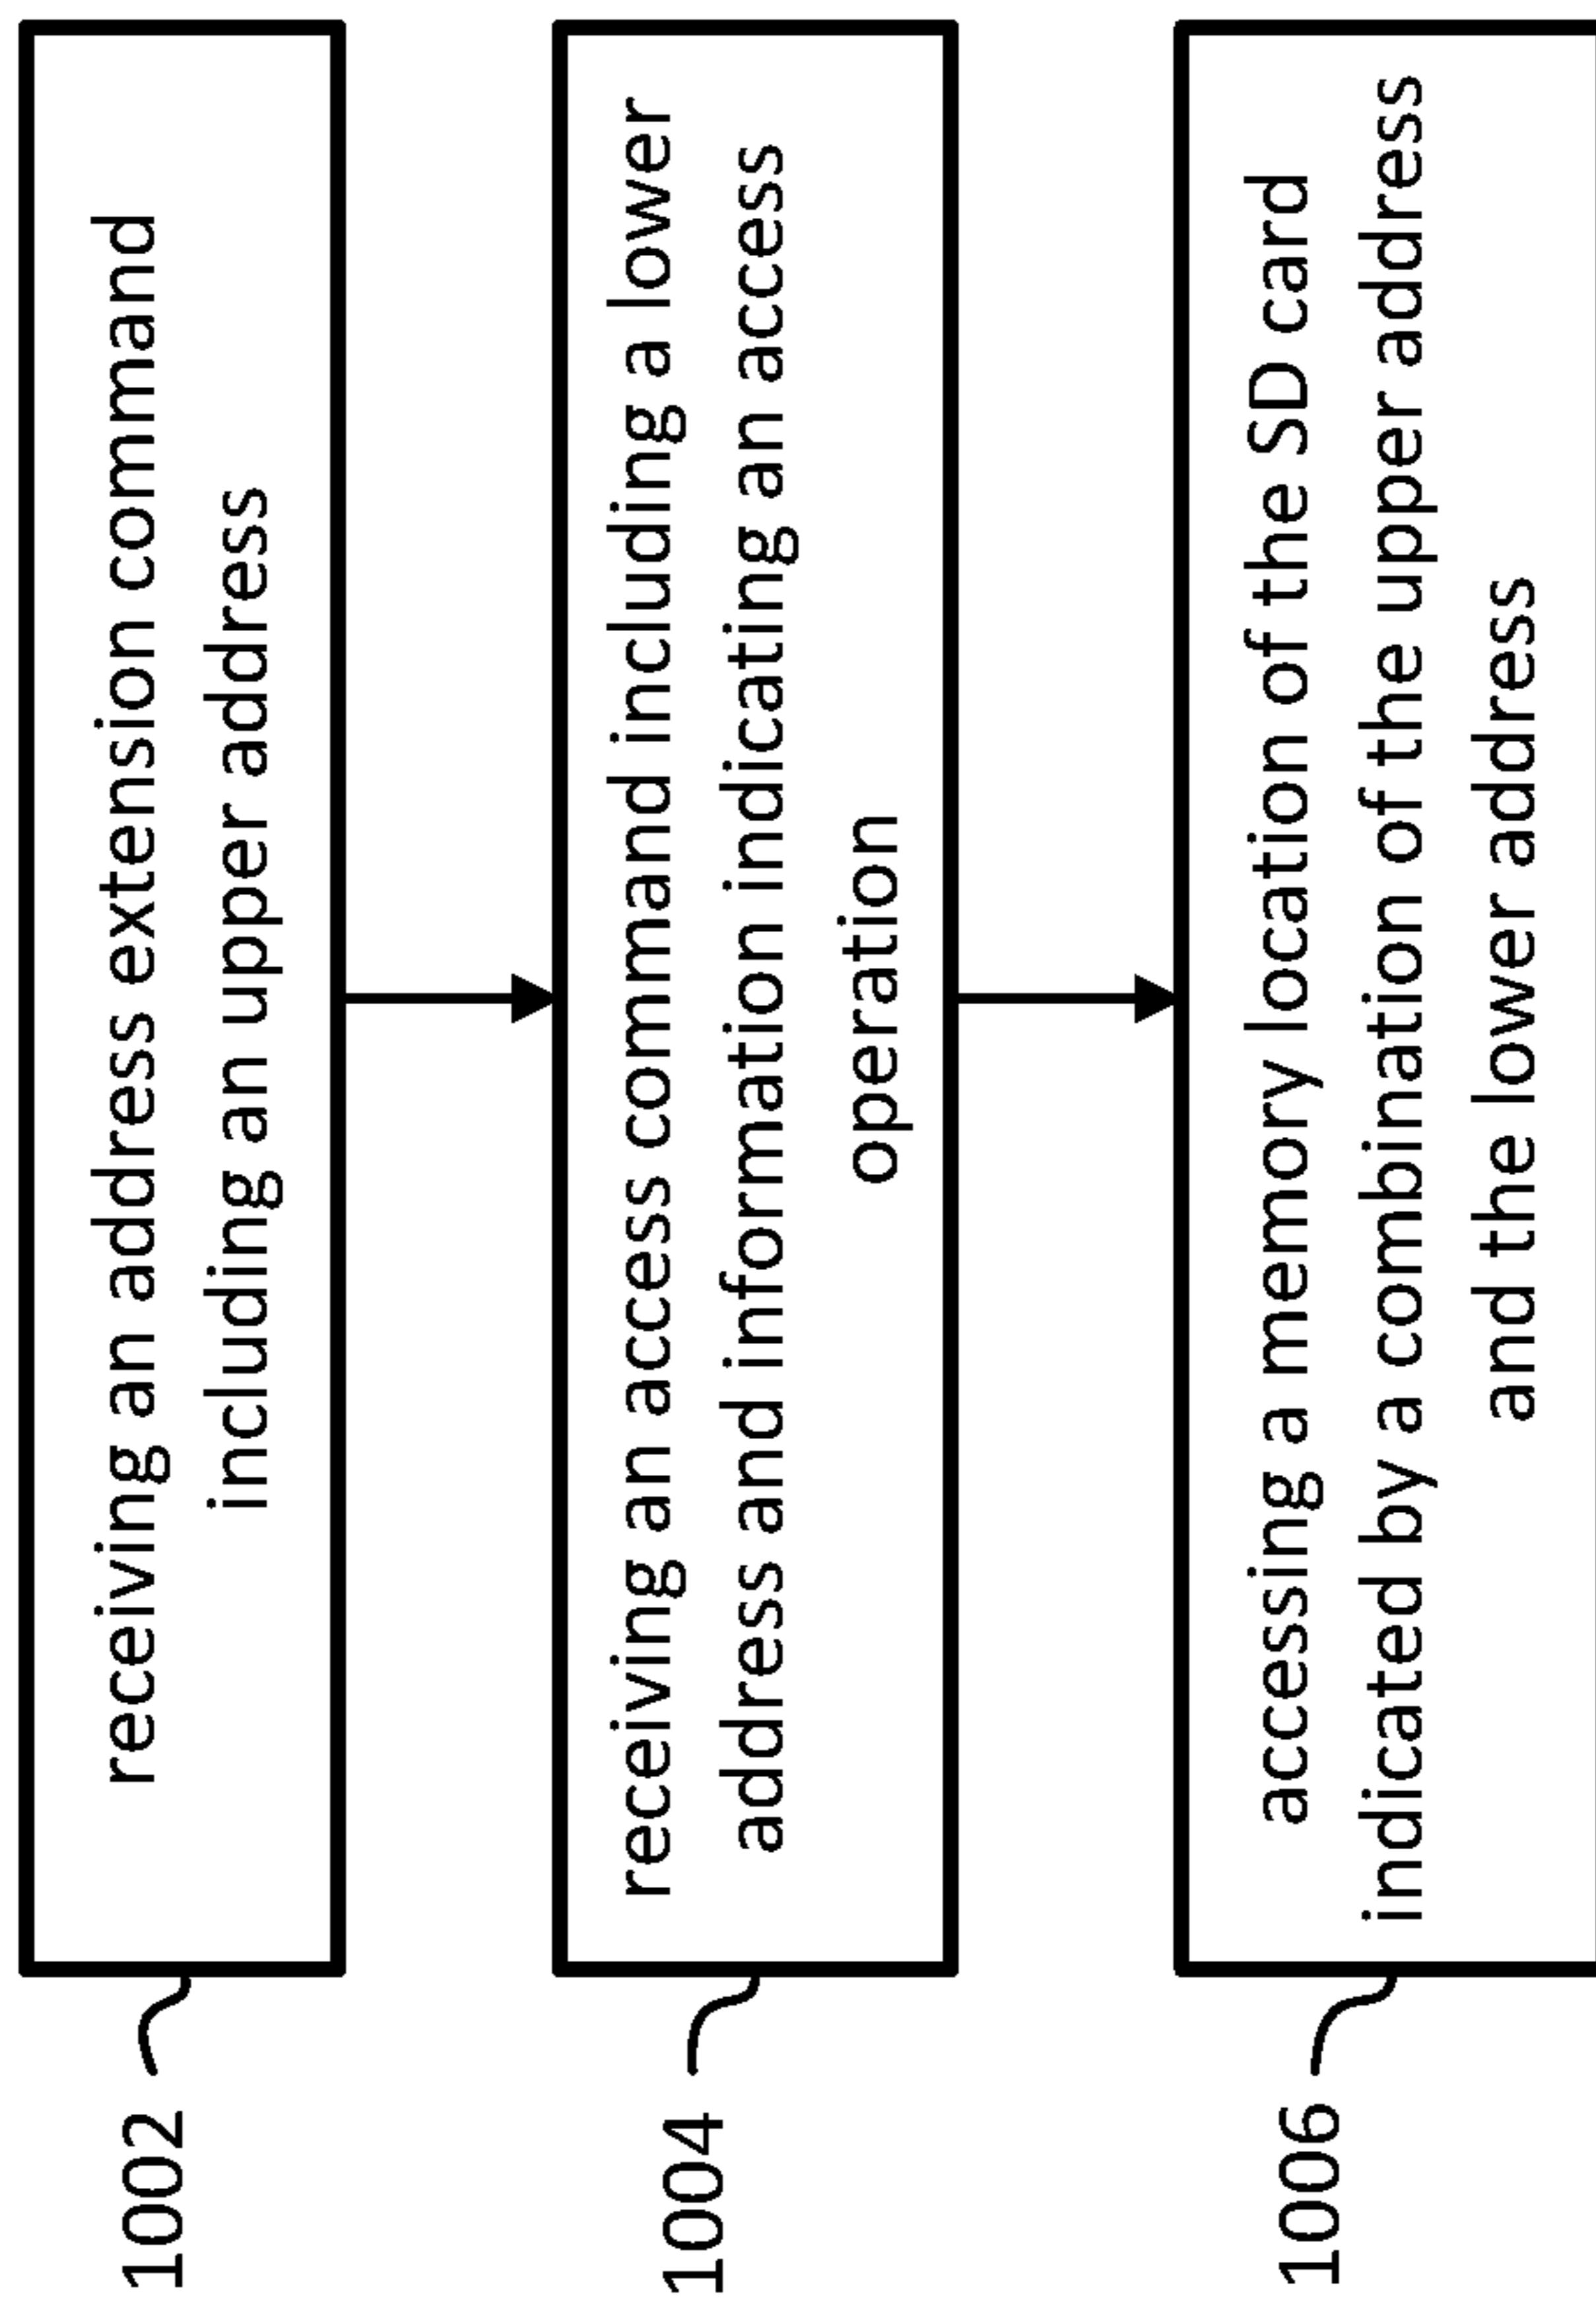 1002
receiving an address extension command
including an upper address
1004
receiving an access command including a lower
address and information indicating an access
operation
1006
accessing a memory location of the SD card
indicated by a combination of the upper address
and the lower address